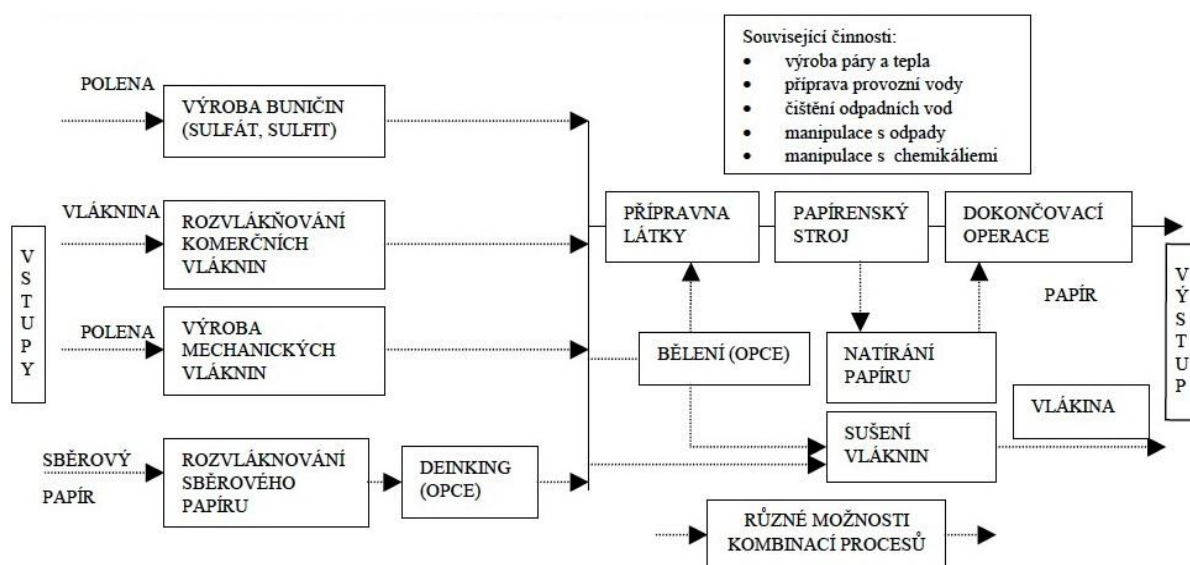 Související činnosti:
• výroba páry a tepla
• příprava provozní vody
• čištění odpadních vod
• manipulace s odpady
• manipulace s chemikáliemi
POLENA
VÝROBA BUNIČIN
(SULFÁT, SULFIT)
VSTUPY
VLÁKNINA
ROZVLÁKŇOVÁNÍ
KOMERČNÍCH
VLÁKNIN
POLENA
VÝROBA
MECHANICKÝCH
VLÁKNIN
SBĚROVÝ
PAPÍR
ROZVLÁKNOVÁNÍ
SBĚROVÉHO
PAPÍRU
DEINKING
(OPCE)
PŘÍPRAVNA
LÁTKY
PAPÍRENSKÝ
STROJ
DOKONČOVACÍ
OPERACE
BĚLENÍ (OPCE)
NATÍRÁNÍ
PAPÍRU
PAPÍR
SUŠENÍ
VLÁKNIN
VLÁKINA
VÝSTUP
RŮZNÉ MOŽNOSTI
KOMBINACÍ PROCESŮ